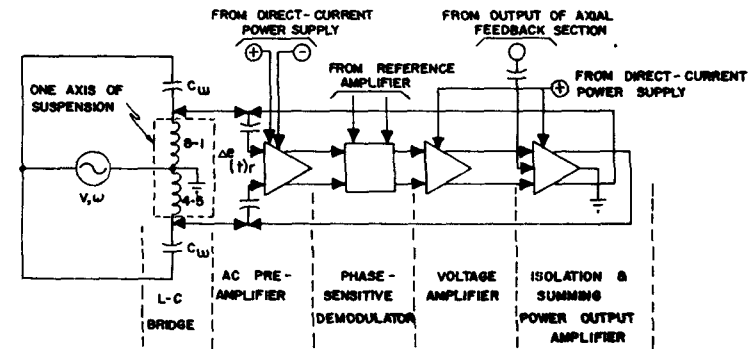 FROM DIRECT-CURRENT
POWER SUPPLY
+
-
FROM OUTPUT OF AXIAL
FEEDBACK SECTION
FROM REFERENCE
AMPLIFIER
+
FROM DIRECT-CURRENT
POWER SUPPLY
ONE AXIS OF
SUSPENSION
Cω
8-1
Δe
(t)r
4-5
V,ω
Cω
L-C
BRIDGE
AC PRE-
AMPLIFIER
PHASE-
SENSITIVE
DEMODULATOR
VOLTAGE
AMPLIFIER
ISOLATION &
SUMMING
POWER OUTPUT
AMPLIFIER